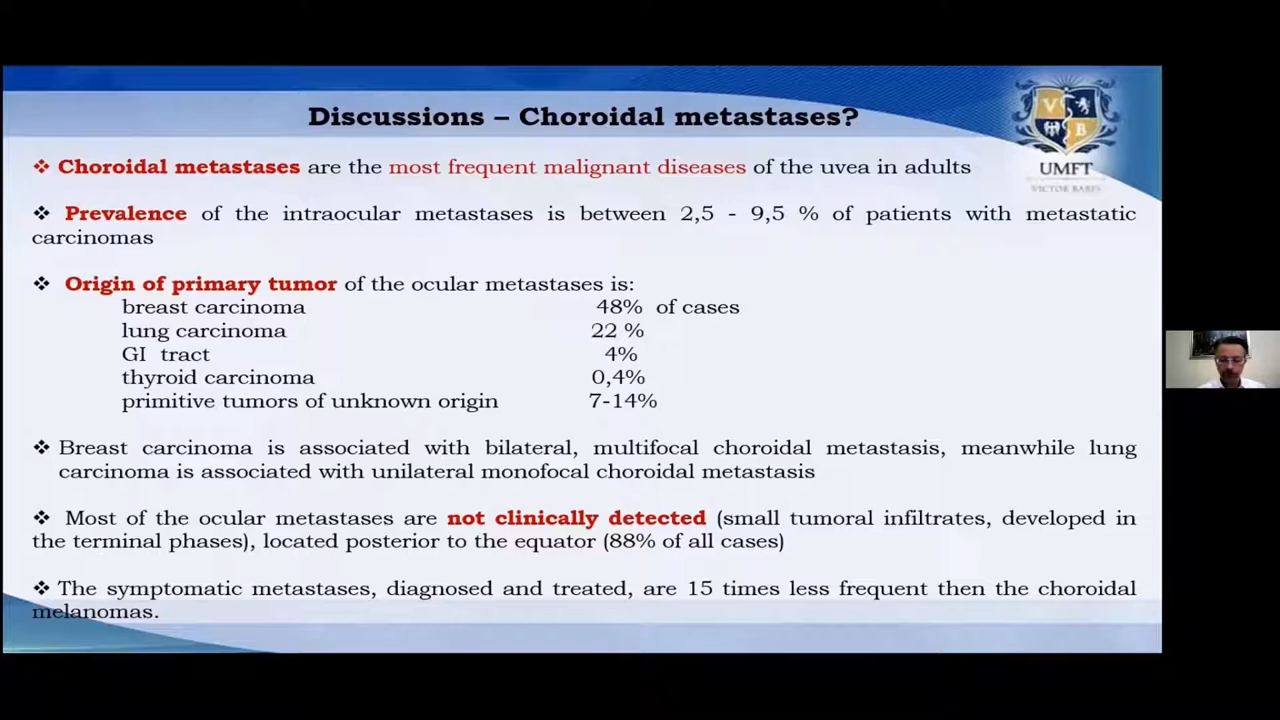 Discussions – Choroidal metastases?
❖ Choroidal metastases are the most frequent malignant diseases of the uvea in adults
UMFT
VICTOR BABES
❖ Prevalence of the intraocular metastases is between 2,5 - 9,5 % of patients with metastatic
carcinomas
❖ Origin of primary tumor of the ocular metastases is:
breast carcinoma 48% of cases
lung carcinoma 22 %
GI tract 4%
thyroid carcinoma 0,4%
primitive tumors of unknown origin 7-14%
❖ Breast carcinoma is associated with bilateral, multifocal choroidal metastasis, meanwhile lung
carcinoma is associated with unilateral monofocal choroidal metastasis
❖ Most of the ocular metastases are not clinically detected (small tumoral infiltrates, developed in
the terminal phases), located posterior to the equator (88% of all cases)
❖ The symptomatic metastases, diagnosed and treated, are 15 times less frequent then the choroidal
melanomas.
V
B